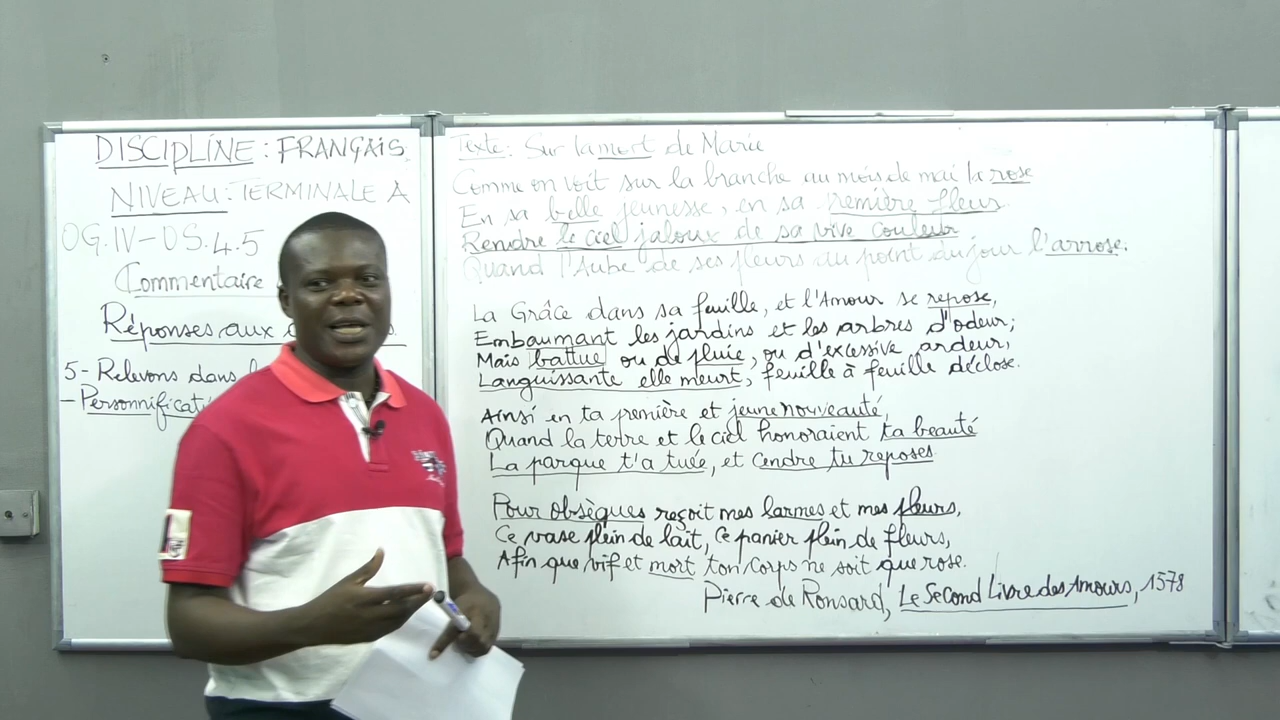 DISCIPLINE: FRANÇAIS
NIVEAU: TERMINALE A
OG.IV-OS.4.5
Commentaire
Réponses aux
5- Relevons dans
- Personnificat
Texte: Sur la mort de Marie
Comme on voit sur la branche au mois de mai la rose
En sa belle jeunesse, en sa première fleur
Rendre le ciel jaloux de sa vive couleur
Quand l'Aube de ses fleurs au point du jour l'arrose.
La Grâce dans sa feuille, et l'Amour se repose,
Embaumant les jardins et les arbres d'odeur;
Mais battue ou de pluie, ou d'excessive ardeur,
Languissante elle meurt, feuille à feuille déclose.
Ainsi en ta première et jeune nouveauté,
Quand la terre et le ciel honoraient ta beauté
La parque t'a tuée, et Cendre tu reposes
Pour obsèques reçoit mes larmes et mes pleurs,
Ce vase plein de lait, Ce panier plein de fleurs,
Afin que vif et mort ton Corps ne soit que rose.
Pierre de Ronsard, Le Second Livre des Amours, 1578